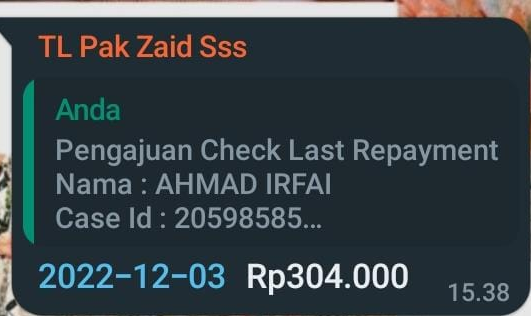 TL Pak Zaid Sss
Anda
Pengajuan Check Last Repayment
Nama : AHMAD IRFAI
Case Id : 20598585...
2022-12-03 Rp304.000
15.38